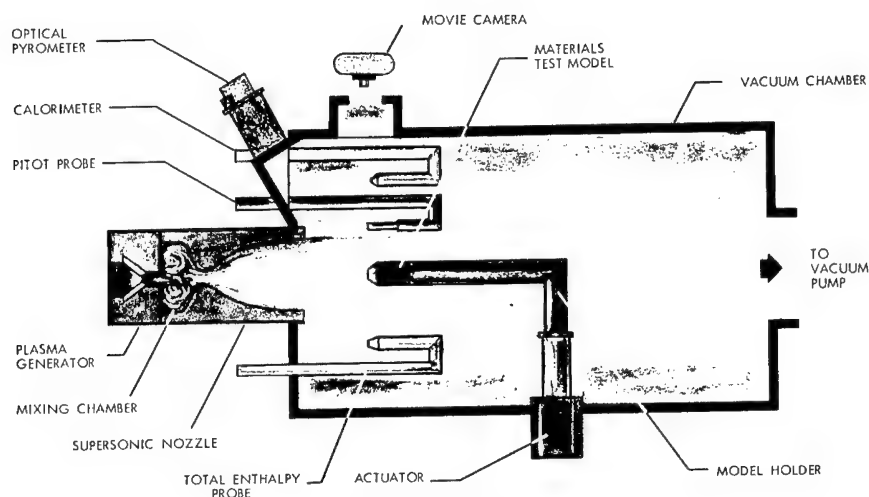 MOVIE CAMERA
OPTICAL
PYROMETER
MATERIALS
TEST MODEL
VACUUM CHAMBER
CALORIMETER
PITOT PROBE
TO
VACUUM
PUMP
PLASMA
GENERATOR
MIXING CHAMBER
SUPERSONIC NOZZLE
TOTAL ENTHALPY
PROBE
ACTUATOR
MODEL HOLDER